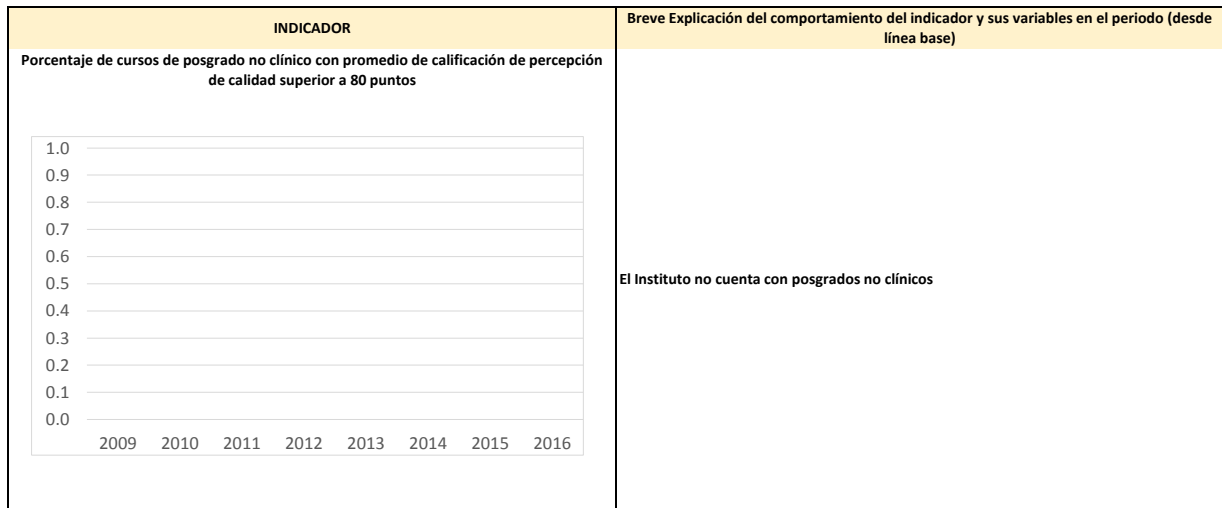 INDICADOR
Breve Explicación del comportamiento del indicador y sus variables en el periodo (desde
línea base)
Porcentaje de cursos de posgrado no clínico con promedio de calificación de percepción
de calidad superior a 80 puntos
1.0
0.9
0.8
0.7
0.6
0.5
0.4
0.3
0.2
0.1
0.0
2009 2010 2011 2012 2013 2014 2015 2016
El Instituto no cuenta con posgrados no clínicos